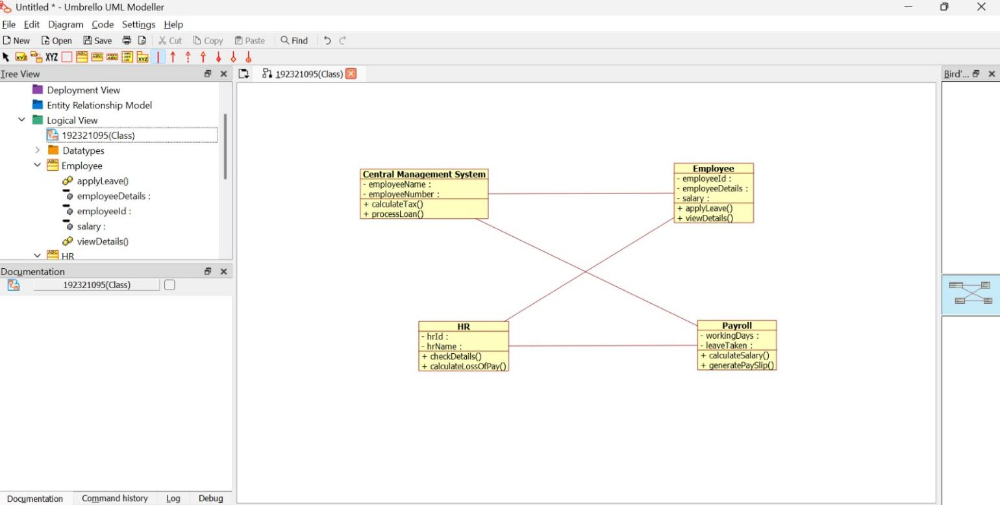 Untitled * - Umbrello UML Modeller
File Edit Diagram Code Settings Help
New Open Save Cut Copy Paste Find
XYZ
Tree View
192321095(Class)
Bird'...
Deployment View
Entity Relationship Model
Logical View
192321095(Class)
Datatypes
Employee
applyLeave()
employeeDetails :
employeeId :
salary :
viewDetails()
HR
Documentation
192321095(Class)
Central Management System
- employeeName :
- employeeNumber :
+ calculateTax()
+ processLoan()
Employee
- employeeId :
- employeeDetails :
- salary :
+ applyLeave()
+ viewDetails()
HR
- hrId :
- hrName :
+ checkDetails()
+ calculateLossOfPay()
Payroll
- workingDays :
- leaveTaken :
+ calculateSalary()
+ generatePaySlip()
Documentation Command history Log Debug